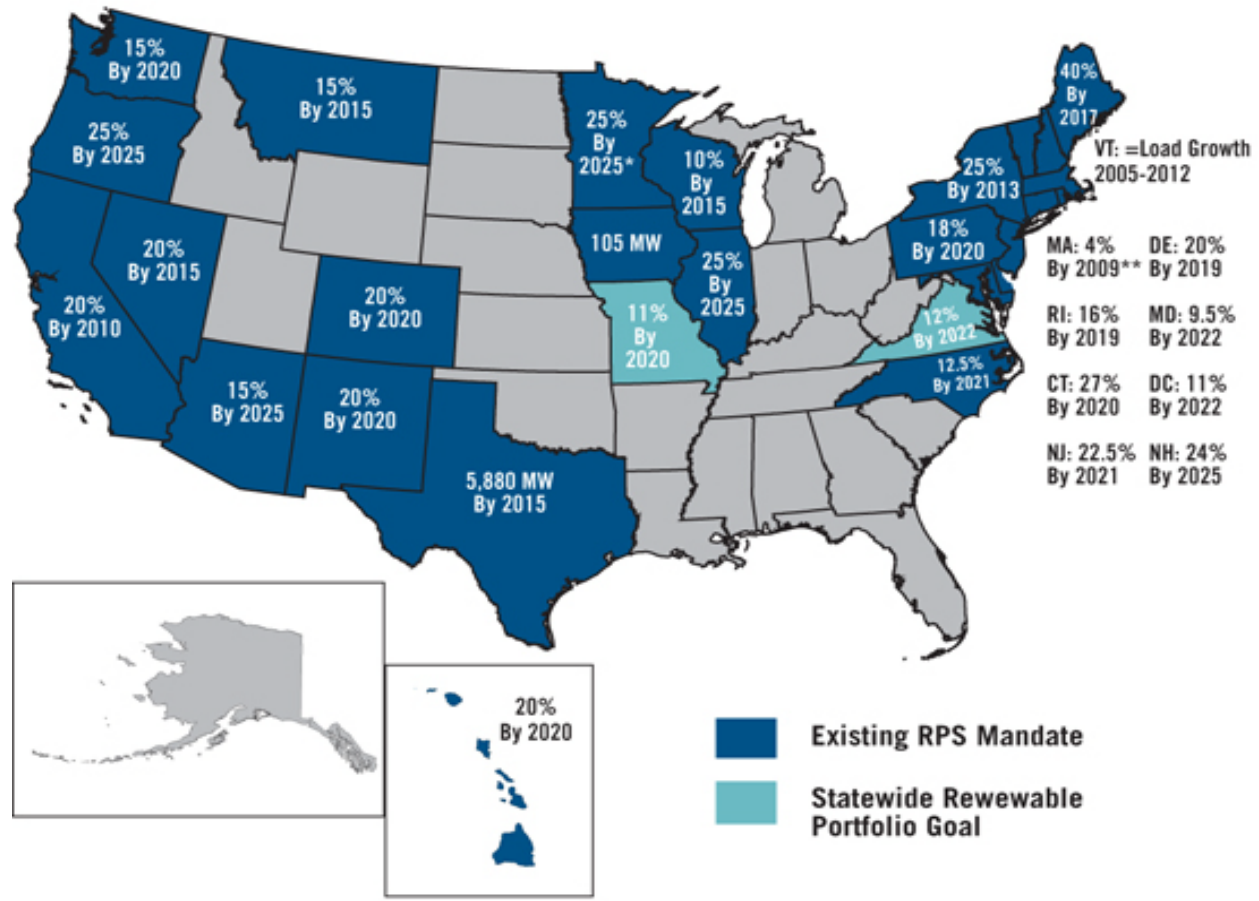 15%
By 2020
15%
By 2015
25%
By 2025
20%
By 2015
20%
By 2010
20%
By 2020
15%
By 2025
20%
By 2020
5,880 MW
By 2015
25%
By
2025*
10%
By
2015
105 MW
25%
By
2025
11%
By
2020
40%
By
2017
25%
By 2013
18%
By 2020
12%
By 2022
12.5%
By 2021
VT: =Load Growth
2005-2012
MA: 4% DE: 20%
By 2009** By 2019
RI: 16% MD: 9.5%
By 2019 By 2022
CT: 27% DC: 11%
By 2020 By 2022
NJ: 22.5% NH: 24%
By 2021 By 2025
20%
By 2020
Existing RPS Mandate
Statewide Rewewable
Portfolio Goal